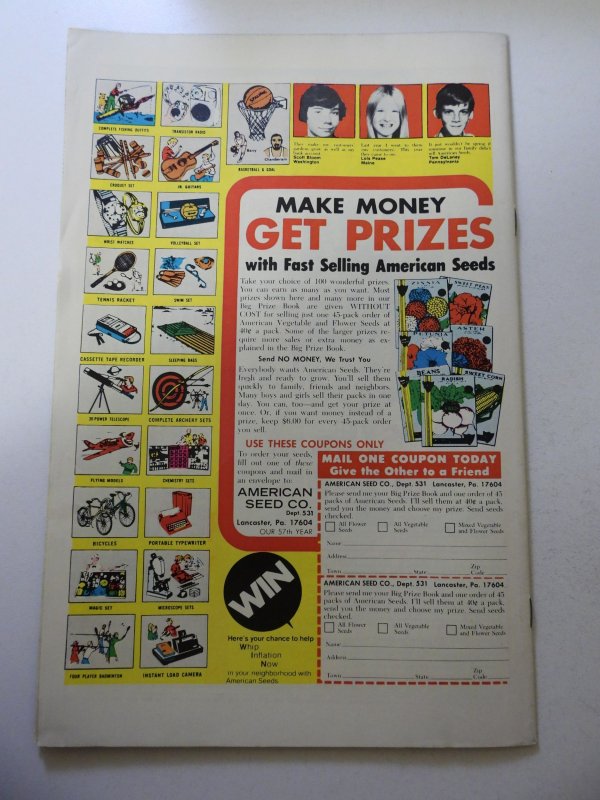 COMPLETE FISHING OUTFITS
TRANSISTOR RADIO
CROQUET SET
36 GUITARS
WRIST WATCHES
VOLLEYBALL SET
TENNIS RACKET
SWIM SET
CASSETTE TAPE RECORDER
SLEEPING BAGS
30-POWER TELESCOPE
COMPLETE ARCHERY SETS
FLYING MODELS
CHEMISTRY SETS
BICYCLES
PORTABLE TYPEWRITER
MAGIC SET
MICROSCOPE SETS
FOUR PLAYER BADMINTON
INSTANT LOAD CAMERA
BASKETBALL & GOAL
Scott Bloom
Washington
Lois Pease
Maine
Tom DeLaney
Pennsylvania
MAKE MONEY
GET PRIZES
with Fast Selling American Seeds
Take your choice of 100 wonderful prizes.
You can earn as many as you want. Most
prizes shown here and many more in our
Big Prize Book are given WITHOUT
COST for selling just one 45-pack order of
American Vegetable and Flower Seeds at
40¢ a pack. Some of the larger prizes re-
quire more sales or extra money as ex-
plained in the Big Prize Book.
Send NO MONEY, We Trust You
Everybody wants American Seeds. They're
fresh and ready to grow. You'll sell them
quickly to family, friends and neighbors.
Many boys and girls sell their packs in one
day. You can, too—and get your prize at
once. Or, if you want money instead of a
prize, keep $6.00 for every 45-pack order
you sell.
ZINNIA
SWEET PEAS
PETUNIA
ASTER
BEANS
RADISH
SWEET CORN
USE THESE COUPONS ONLY
To order your seeds,
fill out one of these
coupons and mail in
an envelope to:
AMERICAN
SEED CO.
Dept 531
Lancaster, Pa. 17604
OUR 57th YEAR
WIN
Here's your chance to help
Whip
Inflation
Now
in your neighborhood with
American Seeds
MAIL ONE COUPON TODAY
Give the Other to a Friend
AMERICAN SEED CO., Dept. 531 Lancaster, Pa. 17604
Please send me your Big Prize Book and one order of 45
packs of American Seeds. I'll sell them at 40¢ a pack,
send you the money and choose my prize. Send seeds
checked.
All Flower Seeds
All Vegetable Seeds
Mixed Vegetable and Flower Seeds
Name
Address
Town State Zip Code
AMERICAN SEED CO., Dept 531 Lancaster, Pa. 17604
Please send me your Big Prize Book and one order of 45
packs of American Seeds. I'll sell them at 40¢ a pack,
send you the money and choose my prize. Send seeds
checked.
All Flower Seeds
All Vegetable Seeds
Mixed Vegetable and Flower Seeds
Name
Address
Town State Zip Code